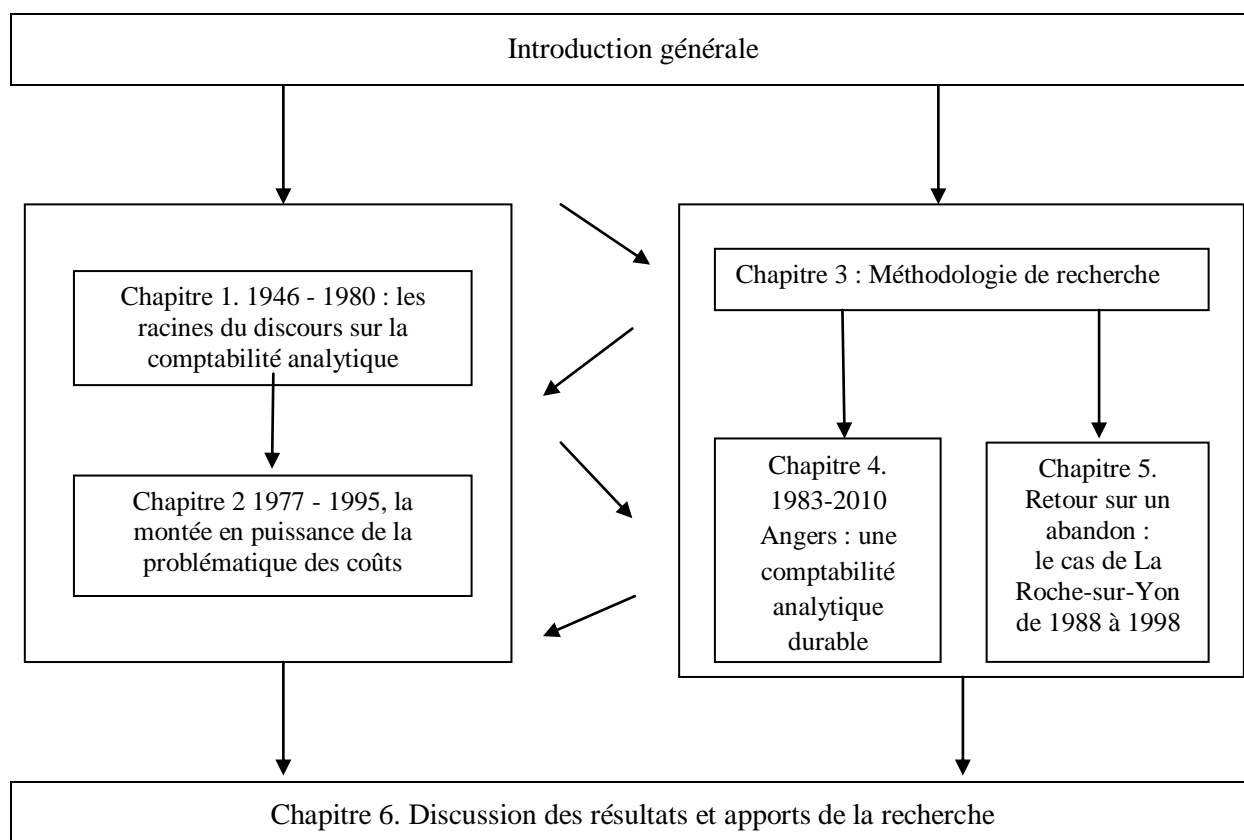 Introduction générale
Chapitre 1. 1946 - 1980 : les
racines du discours sur la
comptabilité analytique
Chapitre 2 1977 - 1995, la
montée en puissance de la
problématique des coûts
Chapitre 3 : Méthodologie de recherche
Chapitre 4.
1983-2010
Angers : une
comptabilité
analytique
durable
Chapitre 5.
Retour sur un
abandon :
le cas de La
Roche-sur-Yon
de 1988 à 1998
Chapitre 6. Discussion des résultats et apports de la recherche